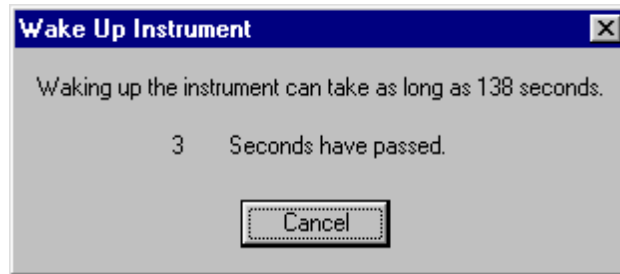 Wake Up Instrument
Waking up the instrument can take as long as 138 seconds.
3 Seconds have passed.
Cancel